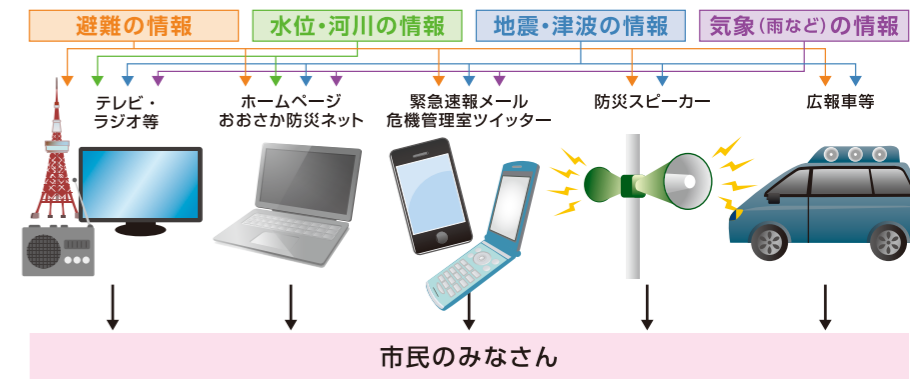 避難の情報
水位・河川の情報
地震・津波の情報
気象(雨など)の情報
テレビ・
ラジオ等
ホームページ
おおさか防災ネット
緊急速報メール
危機管理室ツイッター
防災スピーカー
広報車等
市民のみなさん